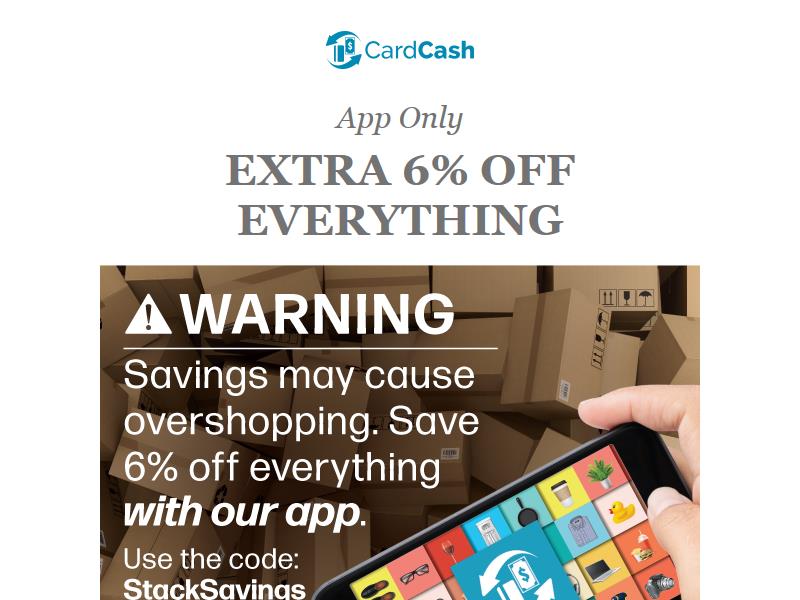 CardCash
App Only
EXTRA 6% OFF
EVERYTHING
WARNING
Savings may cause
overshopping. Save
6% off everything
with our app.
Use the code:
StackSavings